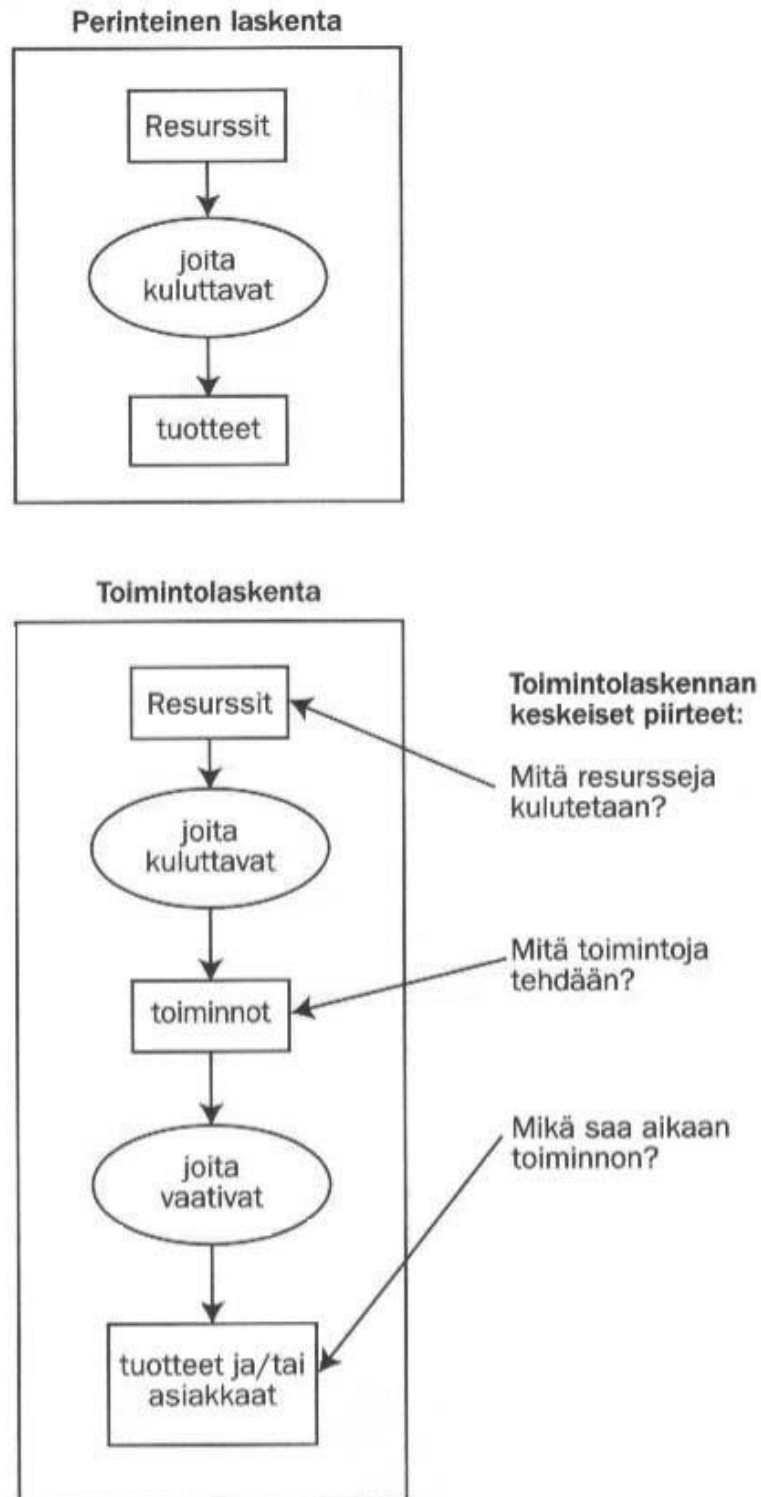 Perinteinen laskenta
Resurssit
joita
kuluttavat
tuotteet
Toimintolaskenta
Resurssit
joita
kuluttavat
toiminnot
joita
vaativat
tuotteet ja/tai
asiakkaat
Toimintolaskennan
keskeiset piirteet:
Mitä resursseja
kulutetaan?
Mitä toimintoja
tehdään?
Mikä saa aikaan
toiminnon?